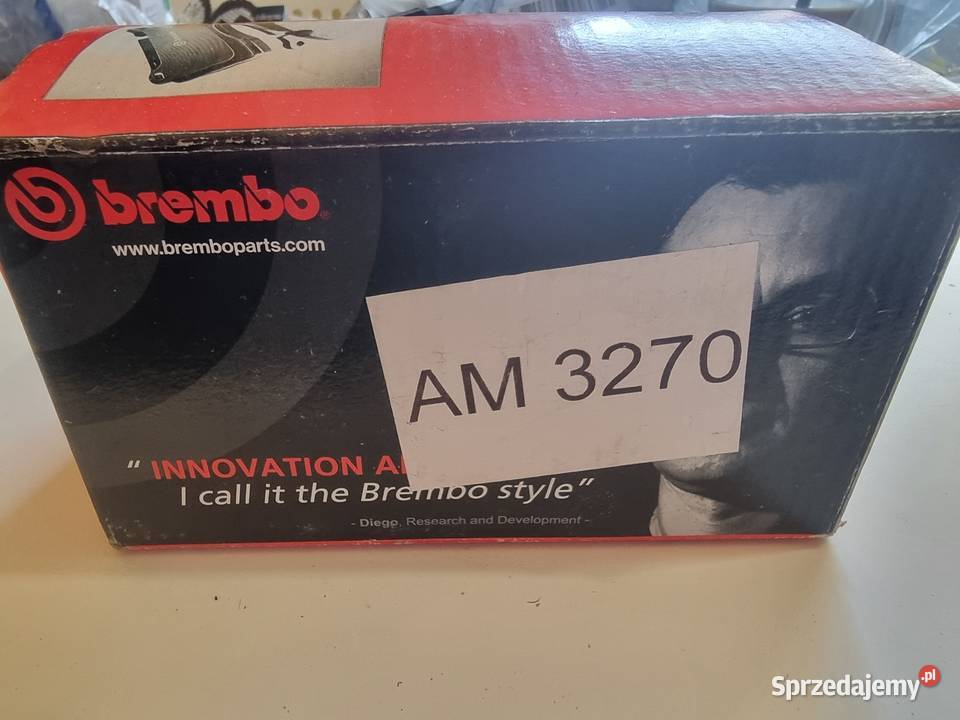 brembo
www.bremboparts.com
AM 3270
" INNOVATION
I call it the Brembo style"
- Diego, Research and Development -
Sprzedajemy.pl